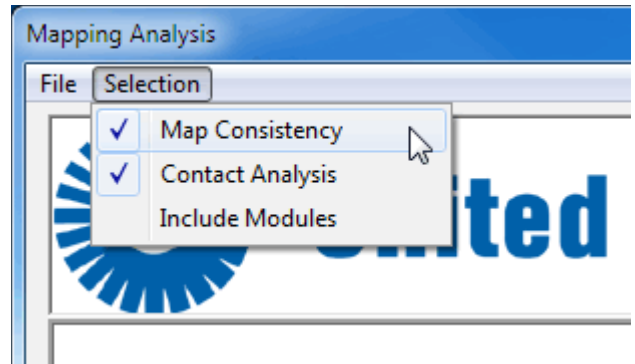 Mapping Analysis
File Selection
✓ Map Consistency
✓ Contact Analysis
Include Modules